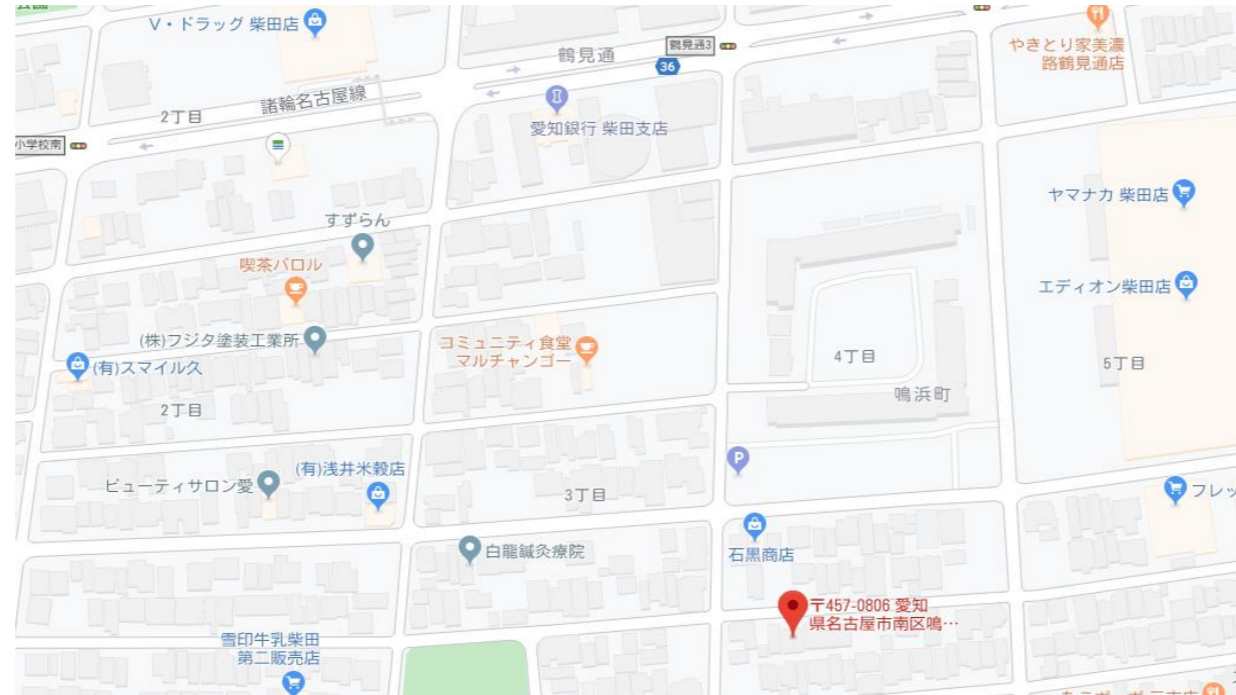 V・ドラッグ 柴田店
鶴見通
鶴見通3
36
やきとり家美濃
路鶴見通店
諸輪名古屋線
2丁目
愛知銀行 柴田支店
小学校南
ヤマナカ 柴田店
すずらん
喫茶パロル
エディオン柴田店
(株)フジタ塗装工業所
コミュニティ食堂
マルチャンゴー
4丁目
5丁目
(有)スマイル久
鳴浜町
2丁目
(有)浅井米穀店
P
ビューティサロン愛
3丁目
フレッ
白龍鍼灸療院
石黒商店
〒457-0806 愛知
県名古屋市南区鳴…
雪印牛乳柴田
第二販売店